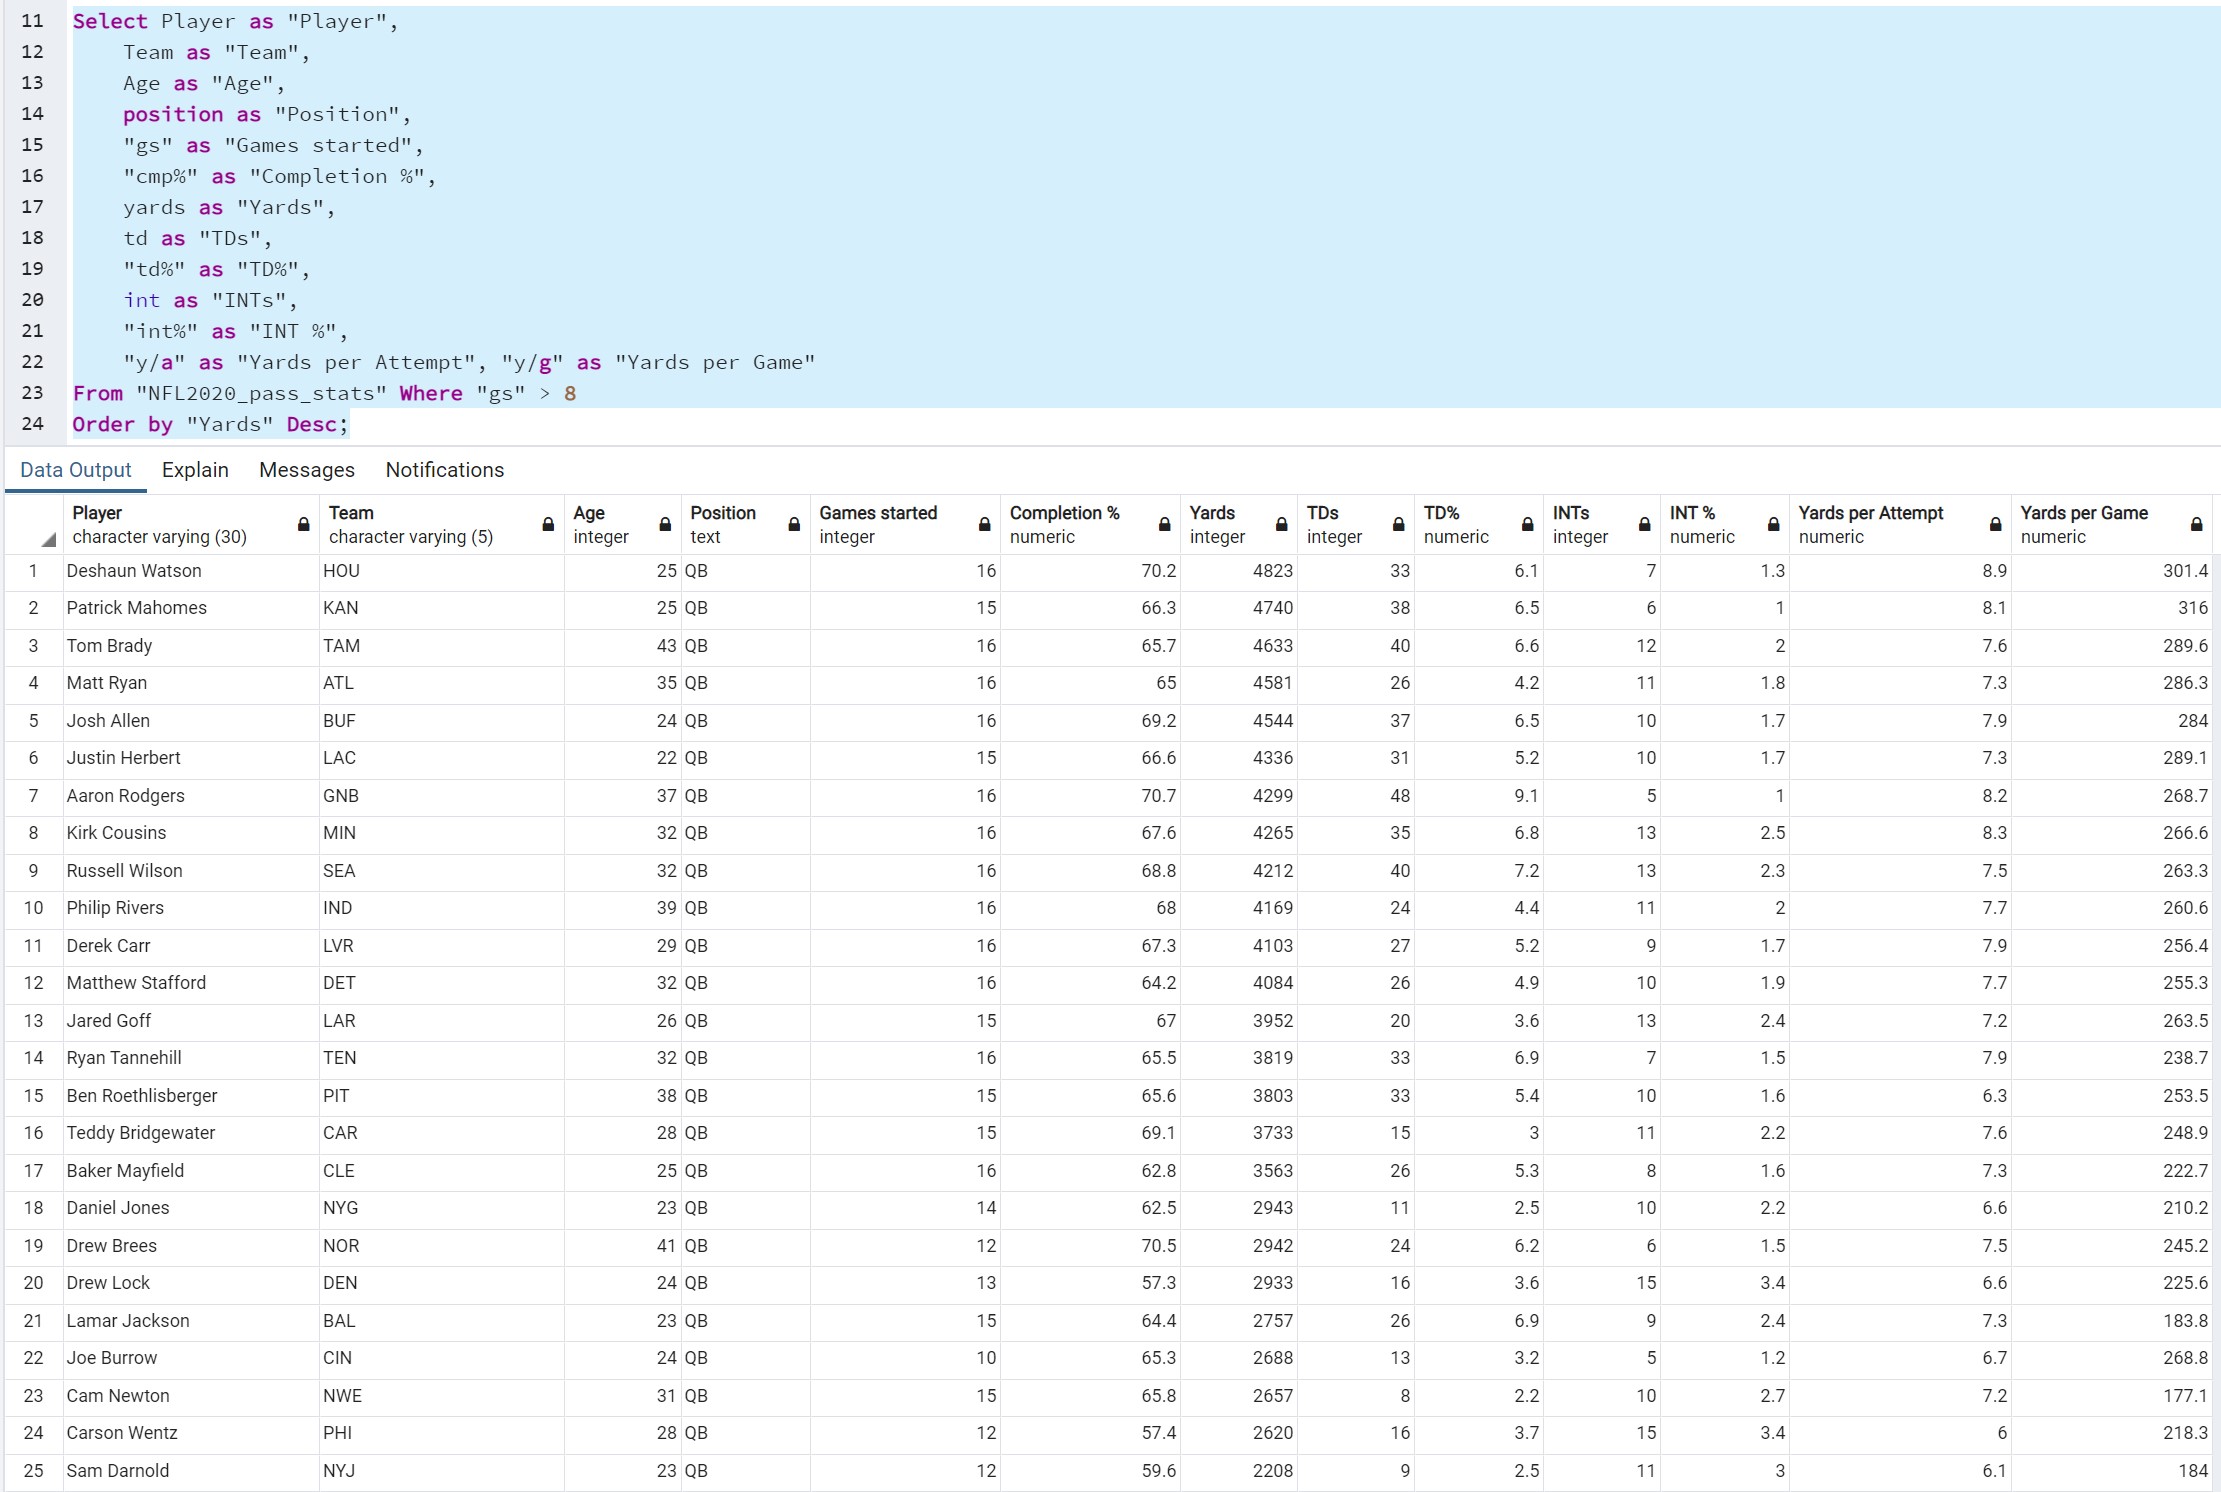 11 Select Player as "Player",
12 Team as "Team",
13 Age as "Age",
14 position as "Position",
15 "gs" as "Games started",
16 "cmp%" as "Completion %",
17 yards as "Yards",
18 td as "TDs",
19 "td%" as "TD%",
20 int as "INTs",
21 "int%" as "INT %",
22 "y/a" as "Yards per Attempt", "y/g" as "Yards per Game"
23 From "NFL2020_pass_stats" Where "gs" > 8
24 Order by "Yards" Desc;
Data Output Explain Messages Notifications
Player Team Age Position Games started Completion % Yards TDs TD% INTs INT % Yards per Attempt Yards per Game
character varying (30) character varying (5) integer text integer numeric integer integer numeric integer numeric numeric numeric
1 Deshaun Watson HOU 25 QB 16 70.2 4823 33 6.1 7 1.3 8.9 301.4
2 Patrick Mahomes KAN 25 QB 15 66.3 4740 38 6.5 6 1 8.1 316
3 Tom Brady TAM 43 QB 16 65.7 4633 40 6.6 12 2 7.6 289.6
4 Matt Ryan ATL 35 QB 16 65 4581 26 4.2 11 1.8 7.3 286.3
5 Josh Allen BUF 24 QB 16 69.2 4544 37 6.5 10 1.7 7.9 284
6 Justin Herbert LAC 22 QB 15 66.6 4336 31 5.2 10 1.7 7.3 289.1
7 Aaron Rodgers GNB 37 QB 16 70.7 4299 48 9.1 5 1 8.2 268.7
8 Kirk Cousins MIN 32 QB 16 67.6 4265 35 6.8 13 2.5 8.3 266.6
9 Russell Wilson SEA 32 QB 16 68.8 4212 40 7.2 13 2.3 7.5 263.3
10 Philip Rivers IND 39 QB 16 68 4169 24 4.4 11 2 7.7 260.6
11 Derek Carr LVR 29 QB 16 67.3 4103 27 5.2 9 1.7 7.9 256.4
12 Matthew Stafford DET 32 QB 16 64.2 4084 26 4.9 10 1.9 7.7 255.3
13 Jared Goff LAR 26 QB 15 67 3952 20 3.6 13 2.4 7.2 263.5
14 Ryan Tannehill TEN 32 QB 16 65.5 3819 33 6.9 7 1.5 7.9 238.7
15 Ben Roethlisberger PIT 38 QB 15 65.6 3803 33 5.4 10 1.6 6.3 253.5
16 Teddy Bridgewater CAR 28 QB 15 69.1 3733 15 3 11 2.2 7.6 248.9
17 Baker Mayfield CLE 25 QB 16 62.8 3563 26 5.3 8 1.6 7.3 222.7
18 Daniel Jones NYG 23 QB 14 62.5 2943 11 2.5 10 2.2 6.6 210.2
19 Drew Brees NOR 41 QB 12 70.5 2942 24 6.2 6 1.5 7.5 245.2
20 Drew Lock DEN 24 QB 13 57.3 2933 16 3.6 15 3.4 6.6 225.6
21 Lamar Jackson BAL 23 QB 15 64.4 2757 26 6.9 9 2.4 7.3 183.8
22 Joe Burrow CIN 24 QB 10 65.3 2688 13 3.2 5 1.2 6.7 268.8
23 Cam Newton NWE 31 QB 15 65.8 2657 8 2.2 10 2.7 7.2 177.1
24 Carson Wentz PHI 28 QB 12 57.4 2620 16 3.7 15 3.4 6 218.3
25 Sam Darnold NYJ 23 QB 12 59.6 2208 9 2.5 11 3 6.1 184